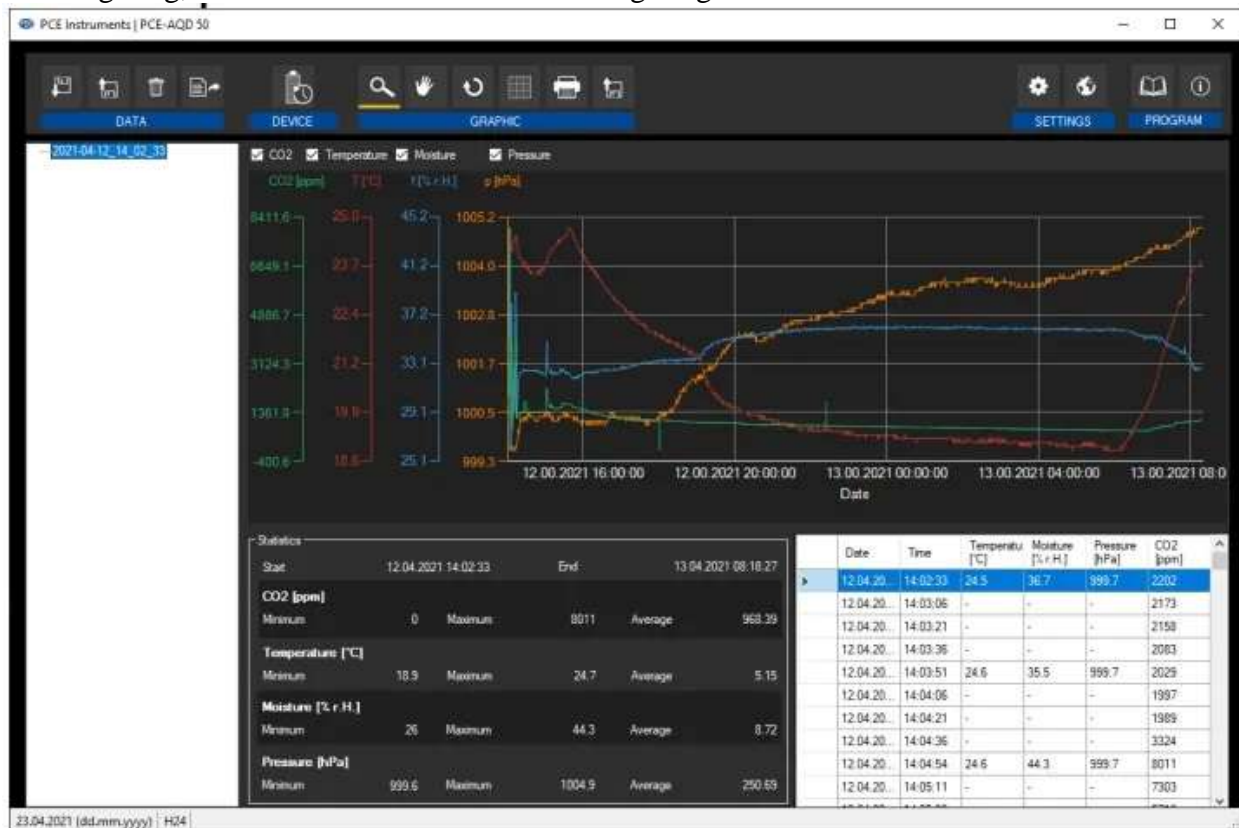 PCE Instruments | PCE-AQD 50
DATA DEVICE GRAPHIC SETTINGS PROGRAM
2021-04-12_14_02_33
CO2 Temperature Moisture Pressure
CO2 [ppm] T [°C] f [% r.H.] p [hPa]
8411.6 25.0 45.2 1005.2
6649.1 23.7 41.2 1004.0
4886.7 22.4 37.2 1002.8
3124.3 21.2 33.1 1001.7
1361.8 19.9 29.1 1000.5
-400.6 18.6 25.1 999.3
12.00.2021 16:00:00 12.00.2021 20:00:00 13.00.2021 00:00:00 13.00.2021 04:00:00 13.00.2021 08:0
Date
Statistics
Start 12.04.2021 14:02:33 End 13.04.2021 08:18:27
CO2 [ppm]
Minimum 0 Maximum 8011 Average 968.39
Temperature [°C]
Minimum 18.9 Maximum 24.7 Average 5.15
Moisture [% r.H.]
Minimum 26 Maximum 44.3 Average 8.72
Pressure [hPa]
Minimum 999.6 Maximum 1004.9 Average 250.69
Date Time Temperatu [°C] Moisture [% r.H.] Pressure [hPa] CO2 [ppm]
12.04.20... 14:02:33 24.5 36.7 999.7 2202
12.04.20... 14:03:06 - - - 2173
12.04.20... 14:03:21 - - - 2158
12.04.20... 14:03:36 - - - 2083
12.04.20... 14:03:51 24.6 35.5 999.7 2029
12.04.20... 14:04:06 - - - 1997
12.04.20... 14:04:21 - - - 1989
12.04.20... 14:04:36 - - - 3324
12.04.20... 14:04:54 24.6 44.3 999.7 8011
12.04.20... 14:05:11 - - - 7303
23.04.2021 (dd.mm.yyyy) H24